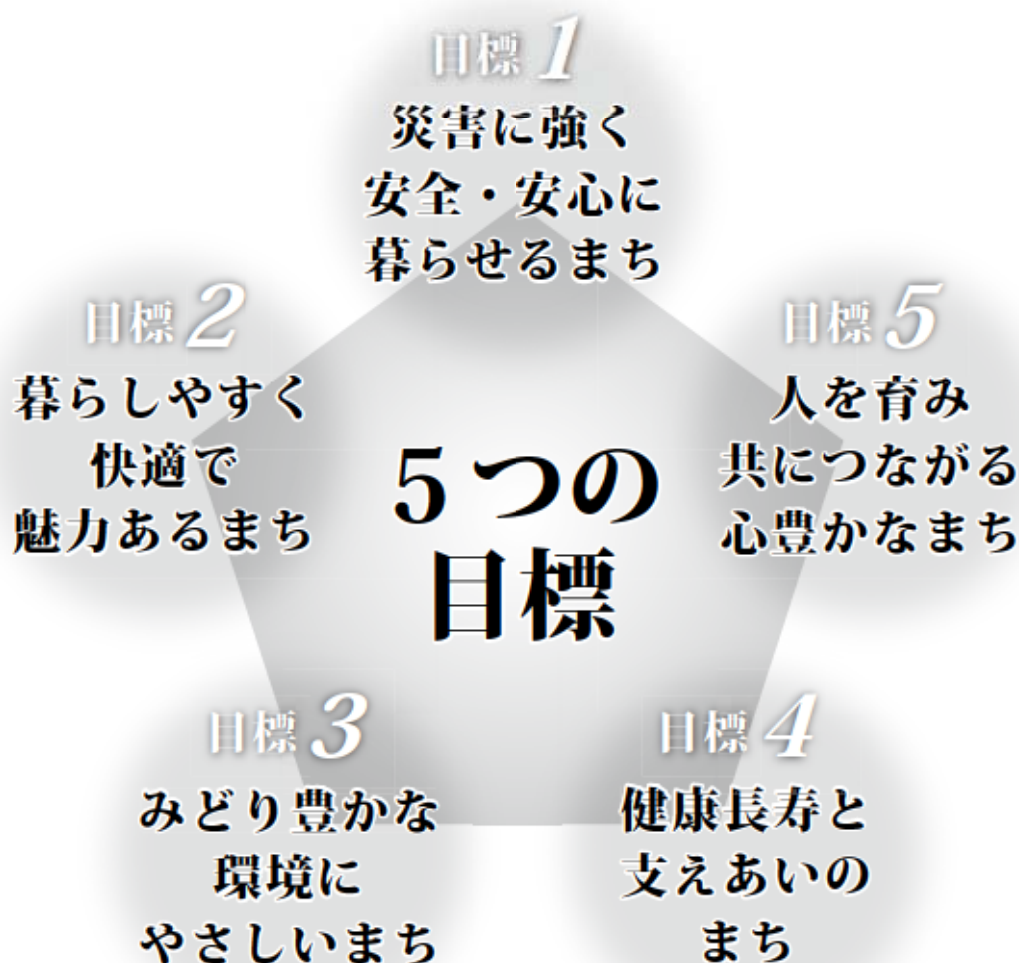 目標1
災害に強く
安全・安心に
暮らせるまち
目標2
暮らしやすく
快適で
魅力あるまち
目標5
人を育み
共につながる
心豊かなまち
5つの
目標
目標3
みどり豊かな
環境に
やさしいまち
目標4
健康長寿と
支えあいの
まち